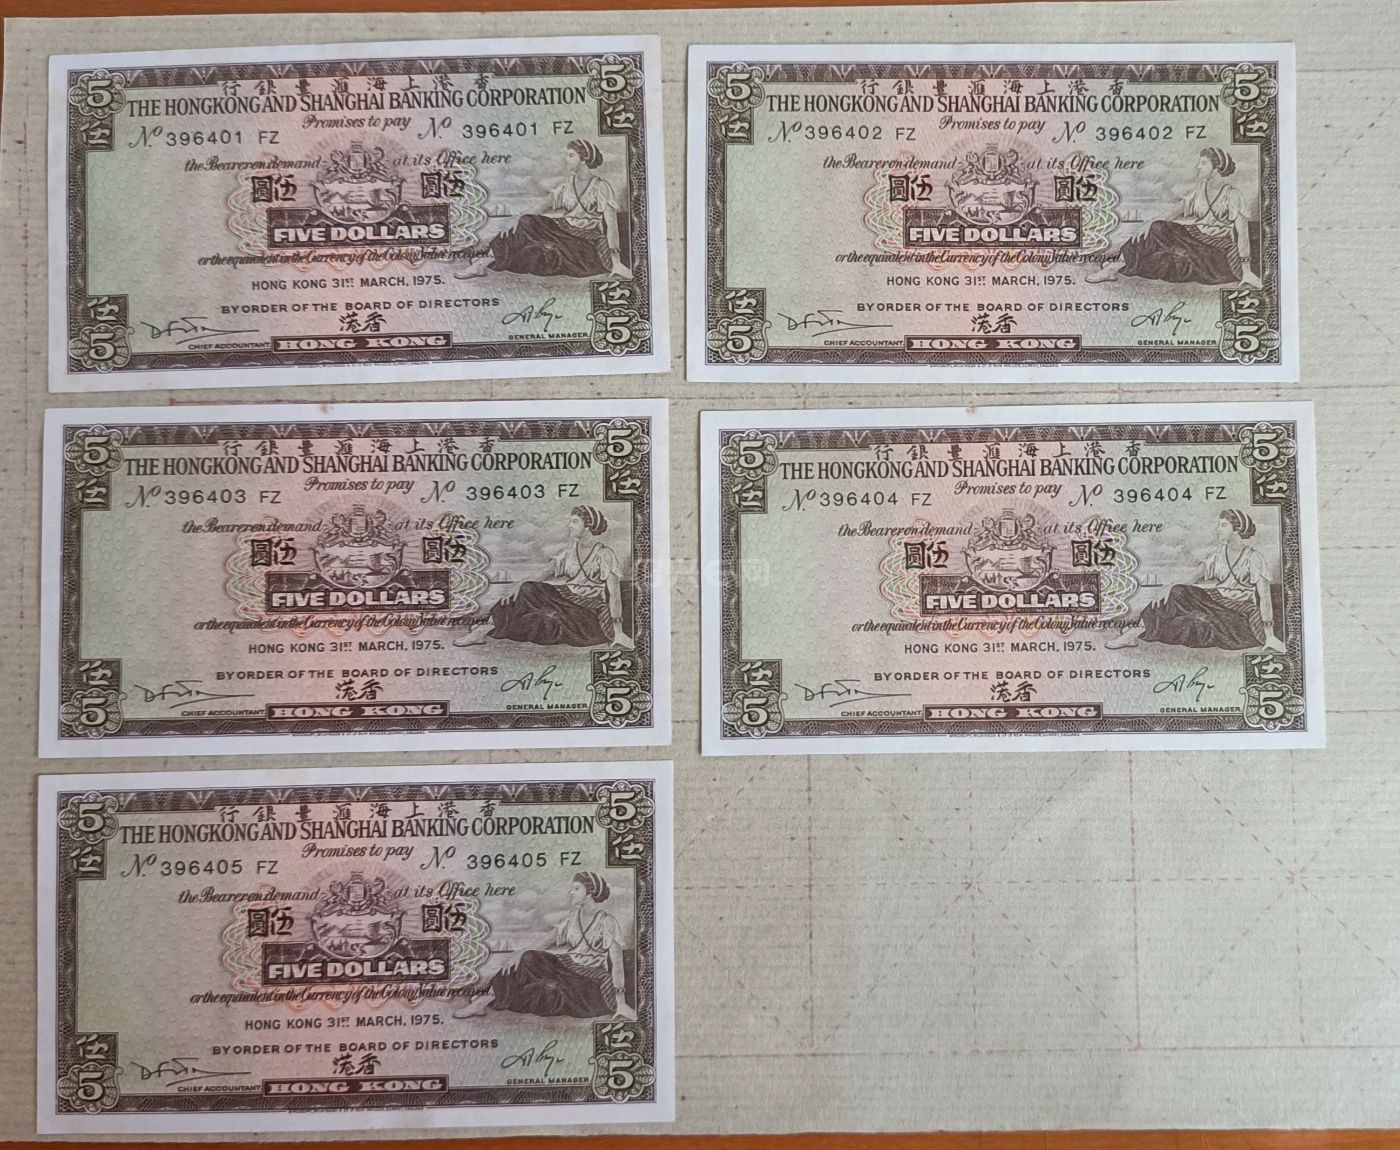 5 行銀豐滙海上港香 5
THE HONGKONG AND SHANGHAI BANKING CORPORATION
伍 Promises to pay 伍
No 396401 FZ No 396401 FZ
the Bearer on demand at its Office here
圓伍 圓伍
FIVE DOLLARS
or the equivalent in the Currency of the Colony Value received.
HONG KONG 31ST MARCH, 1975.
伍 BY ORDER OF THE BOARD OF DIRECTORS 伍
港香
5 CHIEF ACCOUNTANT. HONG KONG GENERAL MANAGER. 5
5 行銀豐滙海上港香 5
THE HONGKONG AND SHANGHAI BANKING CORPORATION
伍 Promises to pay 伍
No 396402 FZ No 396402 FZ
the Bearer on demand at its Office here
圓伍 圓伍
FIVE DOLLARS
or the equivalent in the Currency of the Colony Value received.
HONG KONG 31ST MARCH, 1975.
伍 BY ORDER OF THE BOARD OF DIRECTORS 伍
港香
5 CHIEF ACCOUNTANT. HONG KONG GENERAL MANAGER. 5
5 行銀豐滙海上港香 5
THE HONGKONG AND SHANGHAI BANKING CORPORATION
伍 Promises to pay 伍
No 396403 FZ No 396403 FZ
the Bearer on demand at its Office here
圓伍 圓伍
FIVE DOLLARS
or the equivalent in the Currency of the Colony Value received.
HONG KONG 31ST MARCH, 1975.
伍 BY ORDER OF THE BOARD OF DIRECTORS 伍
港香
5 CHIEF ACCOUNTANT. HONG KONG GENERAL MANAGER. 5
5 行銀豐滙海上港香 5
THE HONGKONG AND SHANGHAI BANKING CORPORATION
伍 Promises to pay 伍
No 396404 FZ No 396404 FZ
the Bearer on demand at its Office here
圓伍 圓伍
FIVE DOLLARS
or the equivalent in the Currency of the Colony Value received.
HONG KONG 31ST MARCH, 1975.
伍 BY ORDER OF THE BOARD OF DIRECTORS 伍
港香
5 CHIEF ACCOUNTANT. HONG KONG GENERAL MANAGER. 5
5 行銀豐滙海上港香 5
THE HONGKONG AND SHANGHAI BANKING CORPORATION
伍 Promises to pay 伍
No 396405 FZ No 396405 FZ
the Bearer on demand at its Office here
圓伍 圓伍
FIVE DOLLARS
or the equivalent in the Currency of the Colony Value received.
HONG KONG 31ST MARCH, 1975.
伍 BY ORDER OF THE BOARD OF DIRECTORS 伍
港香
5 CHIEF ACCOUNTANT. HONG KONG GENERAL MANAGER. 5